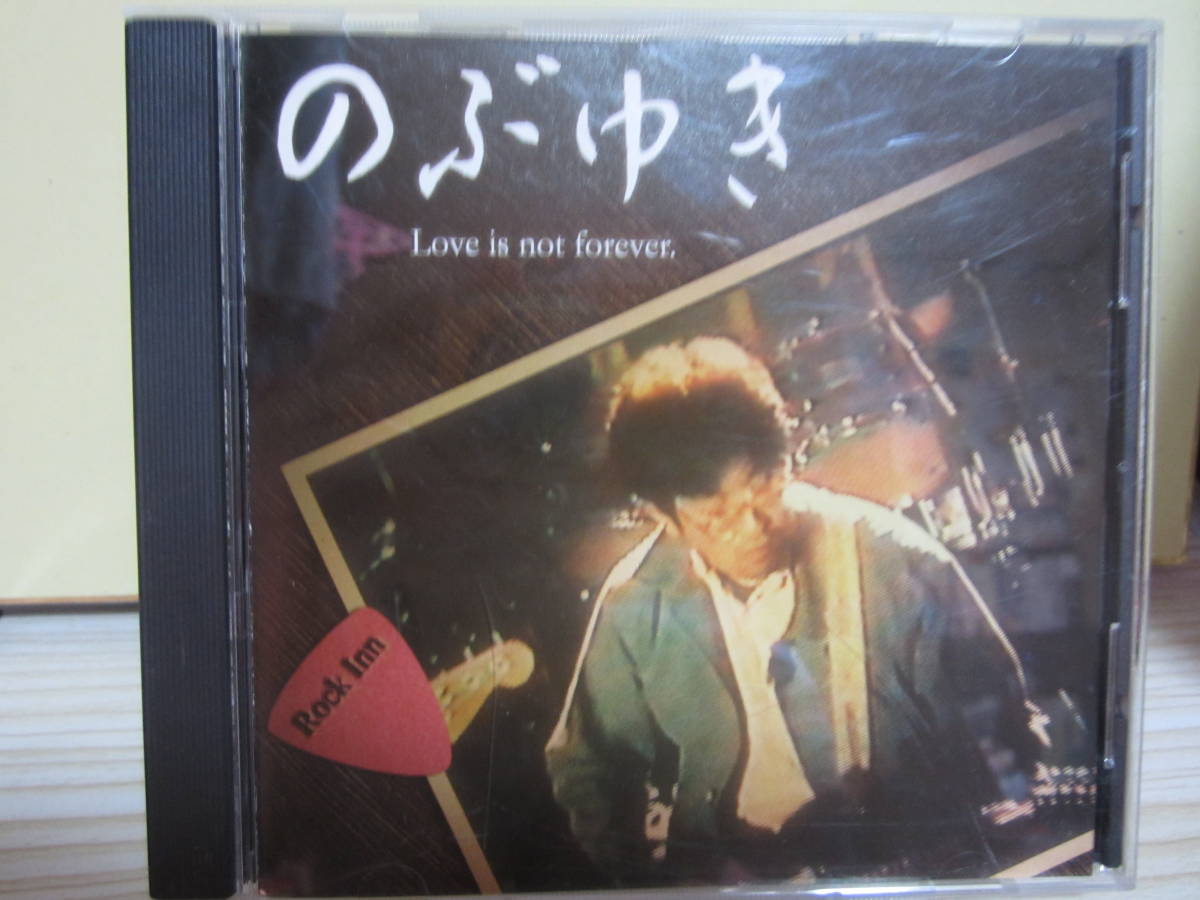 のぶゆき
Love is not forever.
Rock Inn